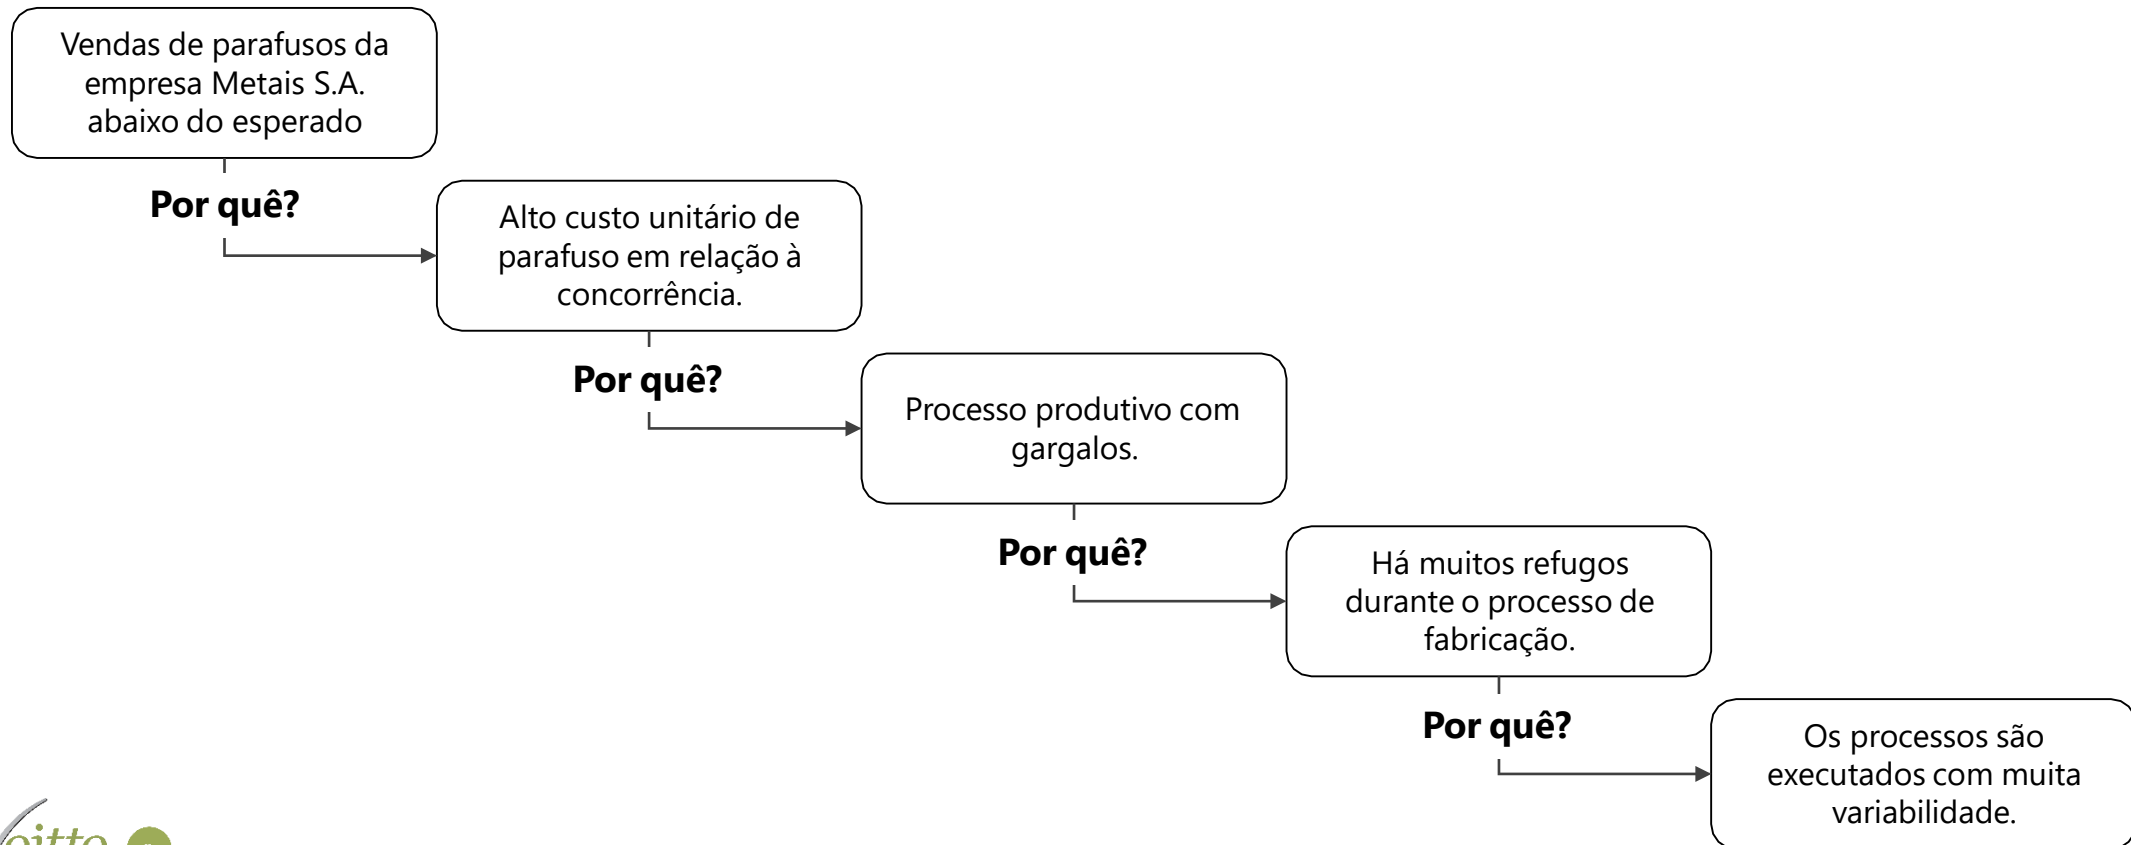 Vendas de parafusos da
empresa Metais S.A.
abaixo do esperado
Por quê?
Alto custo unitário de
parafuso em relação à
concorrência.
Por quê?
Processo produtivo com
gargalos.
Por quê?
Há muitos refugos
durante o processo de
fabricação.
Por quê?
Os processos são
executados com muita
variabilidade.